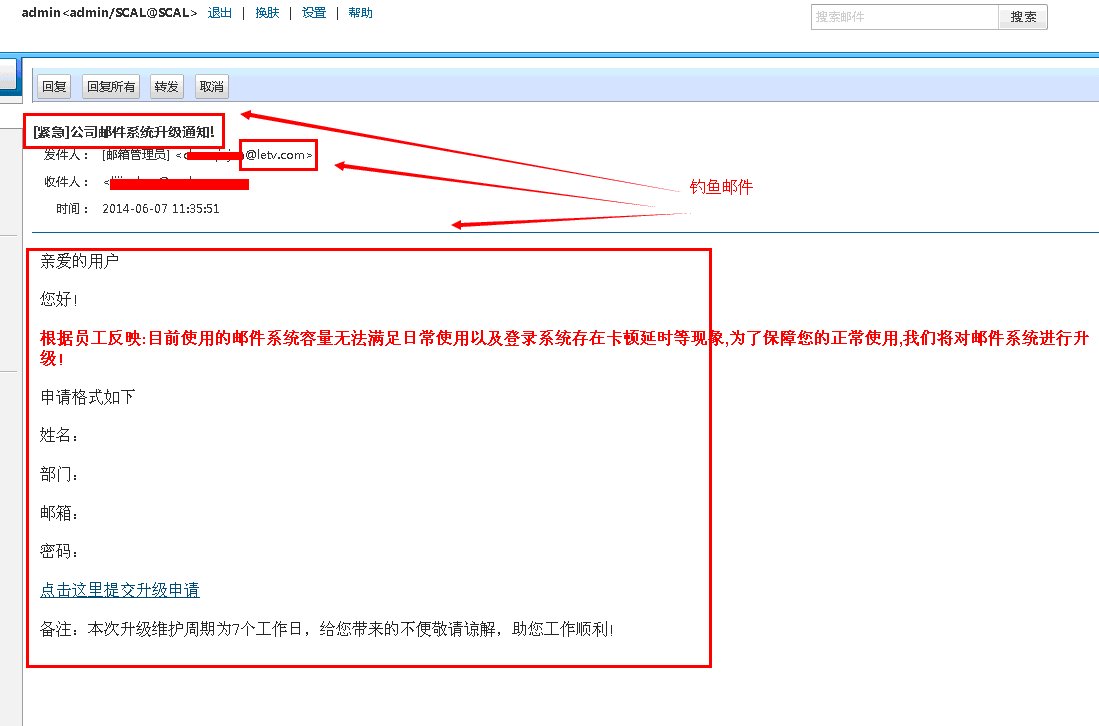 admin<admin/SCAL@SCAL> 退出 | 换肤 | 设置 | 帮助
搜索邮件 搜索
回复 回复所有 转发 取消
[紧急]公司邮件系统升级通知!
发件人： [邮箱管理员] < @letv.com>
收件人： <
时间： 2014-06-07 11:35:51
钓鱼邮件
亲爱的用户
您好!
根据员工反映:目前使用的邮件系统容量无法满足日常使用以及登录系统存在卡顿延时等现象,为了保障您的正常使用,我们将对邮件系统进行升
级!
申请格式如下
姓名：
部门：
邮箱：
密码：
点击这里提交升级申请
备注：本次升级维护周期为7个工作日，给您带来的不便敬请谅解，助您工作顺利!